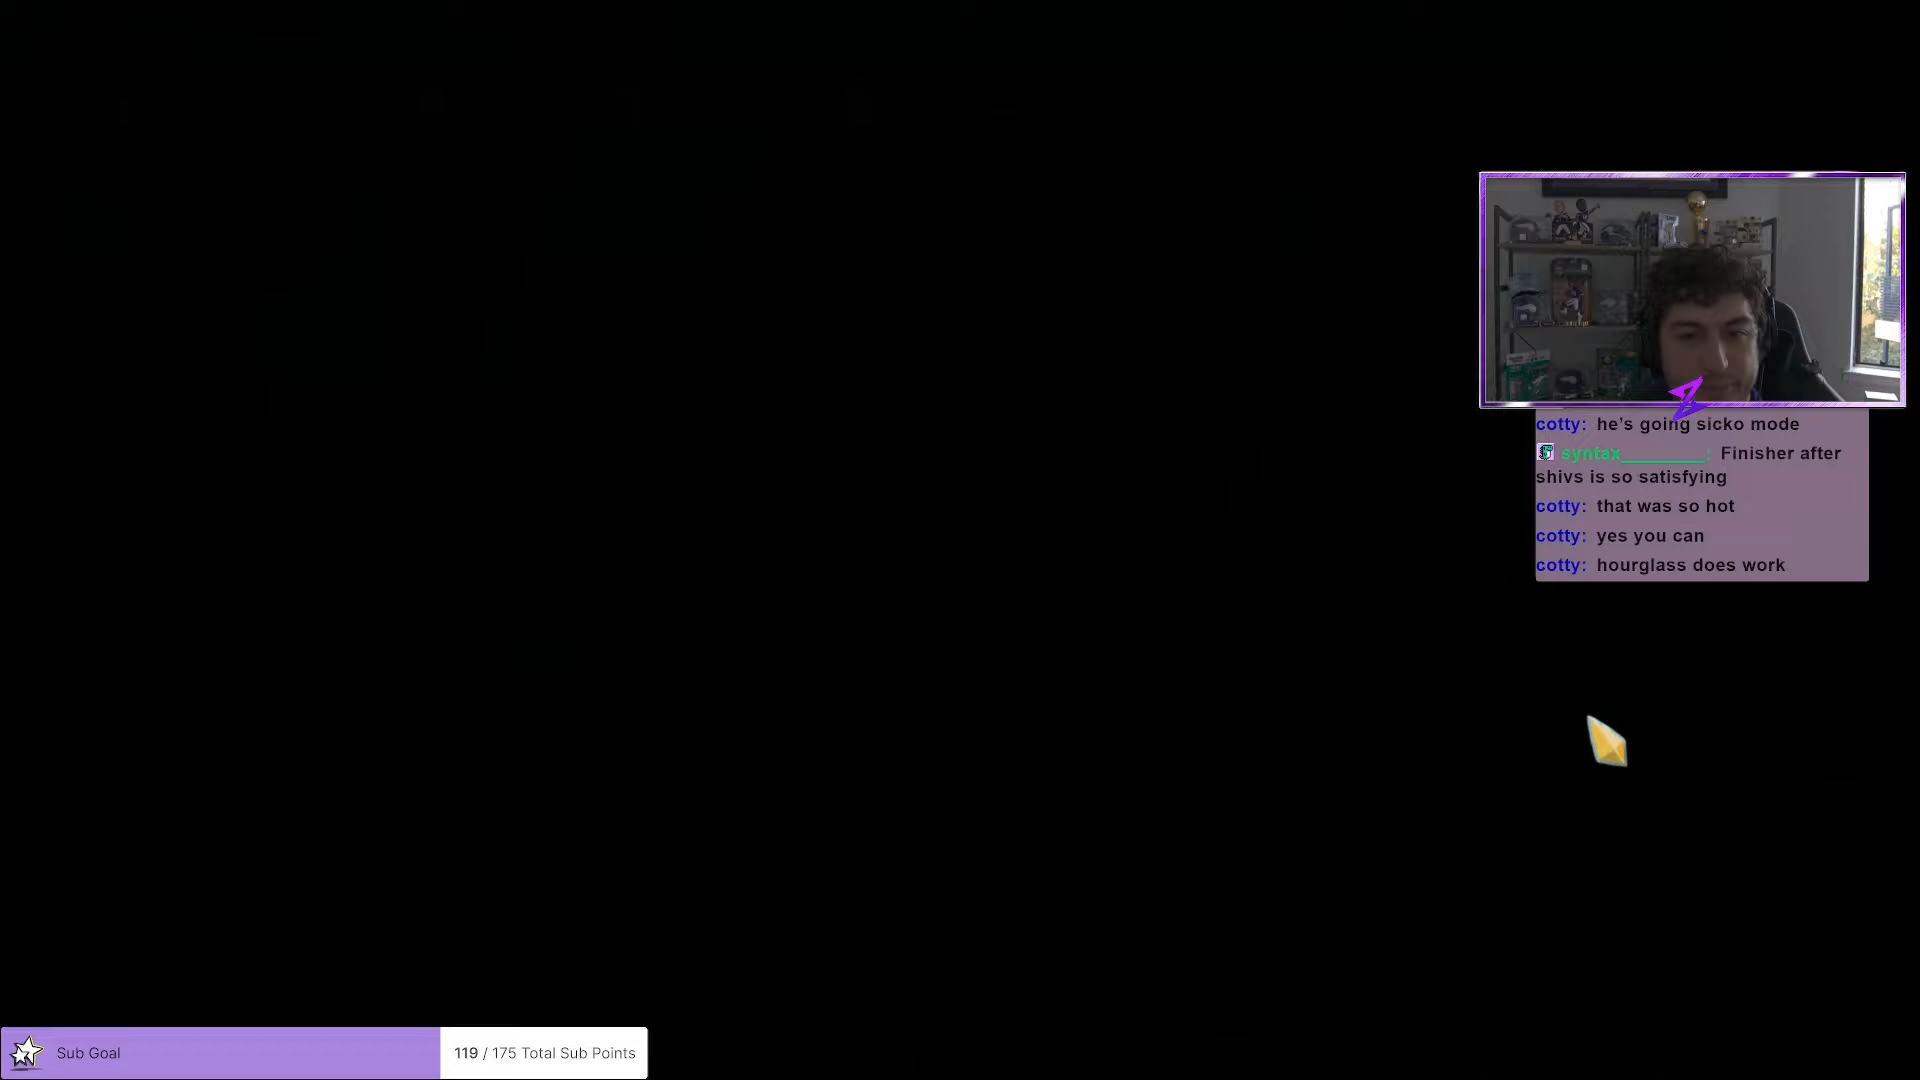 cotty: he's going sicko mode
syntax________: Finisher after
shivs is so satisfying
cotty: that was so hot
cotty: yes you can
cotty: hourglass does work
Sub Goal
119 / 175 Total Sub Points